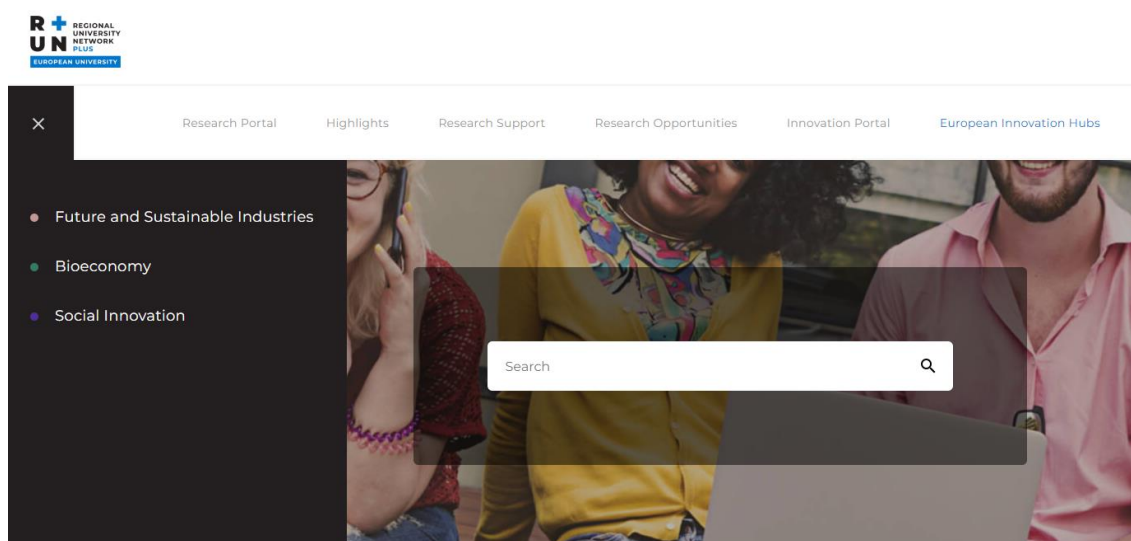 R+ REGIONAL
UNIVERSITY
UN NETWORK
PLUS
EUROPEAN UNIVERSITY
Research Portal Highlights Research Support Research Opportunities Innovation Portal European Innovation Hubs
Future and Sustainable Industries
Bioeconomy
Social Innovation
Search